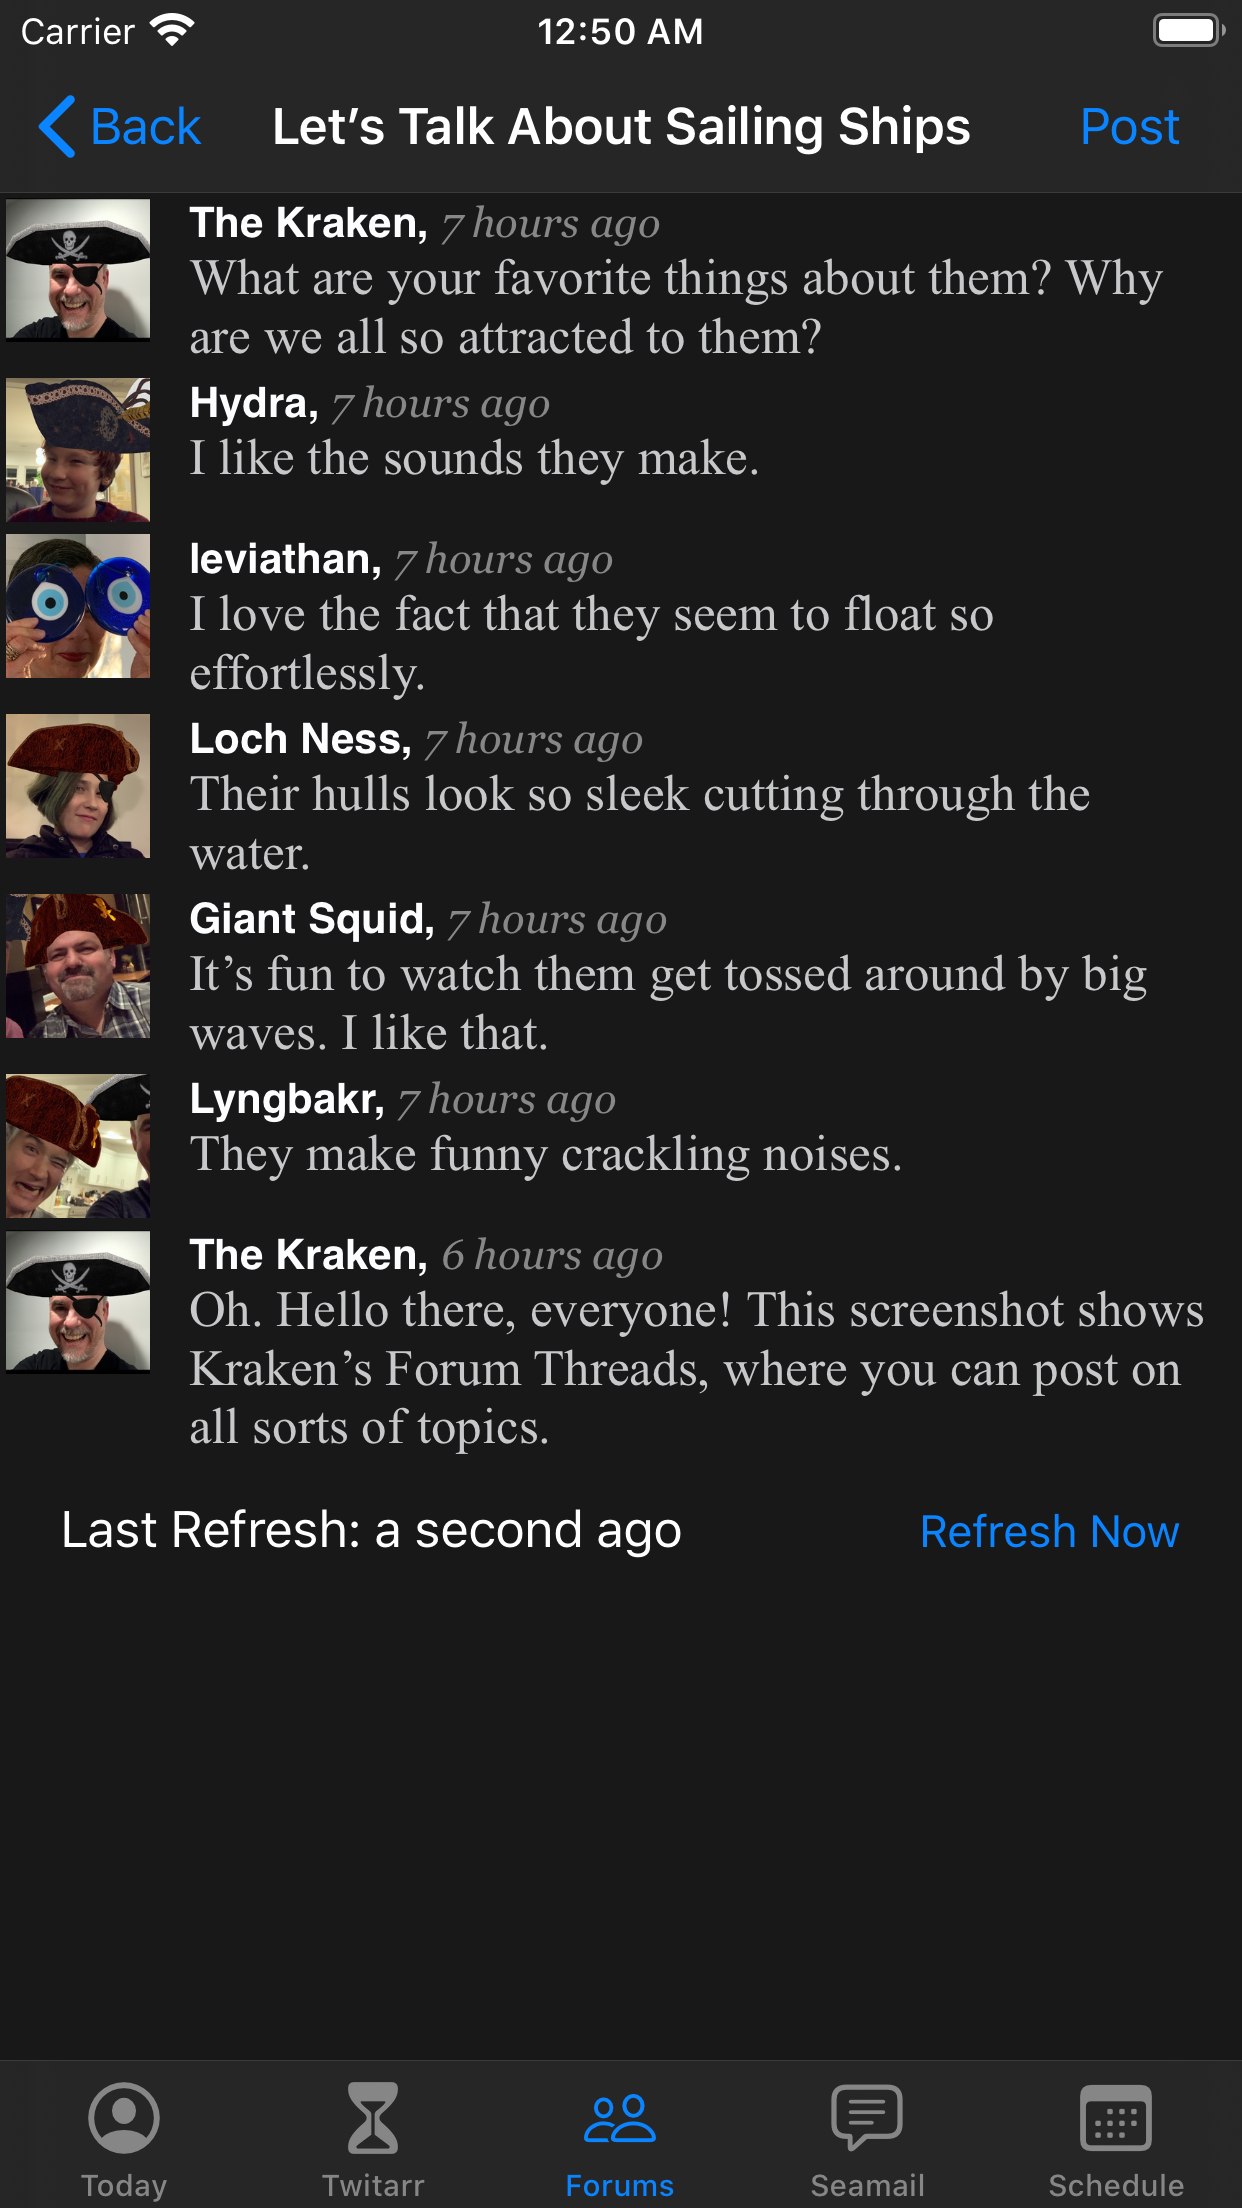 Carrier 12:50 AM
Back Let’s Talk About Sailing Ships Post
The Kraken, 7 hours ago
What are your favorite things about them? Why
are we all so attracted to them?
Hydra, 7 hours ago
I like the sounds they make.
leviathan, 7 hours ago
I love the fact that they seem to float so
effortlessly.
Loch Ness, 7 hours ago
Their hulls look so sleek cutting through the
water.
Giant Squid, 7 hours ago
It’s fun to watch them get tossed around by big
waves. I like that.
Lyngbakr, 7 hours ago
They make funny crackling noises.
The Kraken, 6 hours ago
Oh. Hello there, everyone! This screenshot shows
Kraken’s Forum Threads, where you can post on
all sorts of topics.
Last Refresh: a second ago Refresh Now
Today Twitarr Forums Seamail Schedule